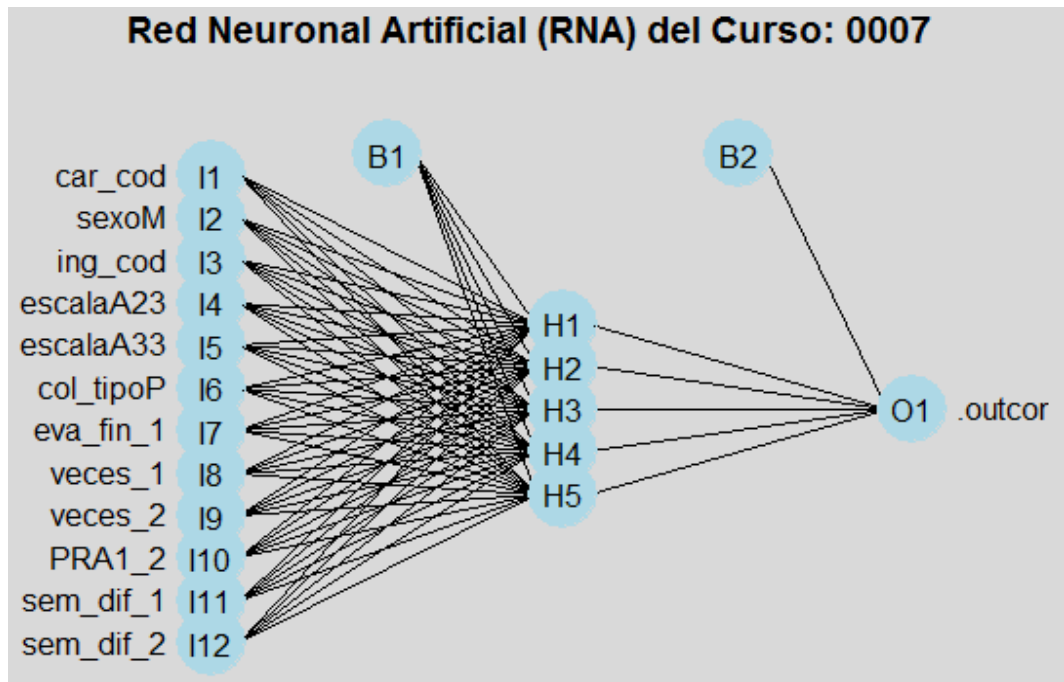 Red Neuronal Artificial (RNA) del Curso: 0007
B1
B2
car_cod I1
sexoM I2
ing_cod I3
escalaA23 I4
escalaA33 I5
col_tipoP I6
eva_fin_1 I7
veces_1 I8
veces_2 I9
PRA1_2 I10
sem_dif_1 I11
sem_dif_2 I12
H1
H2
H3
H4
H5
O1 .outcor